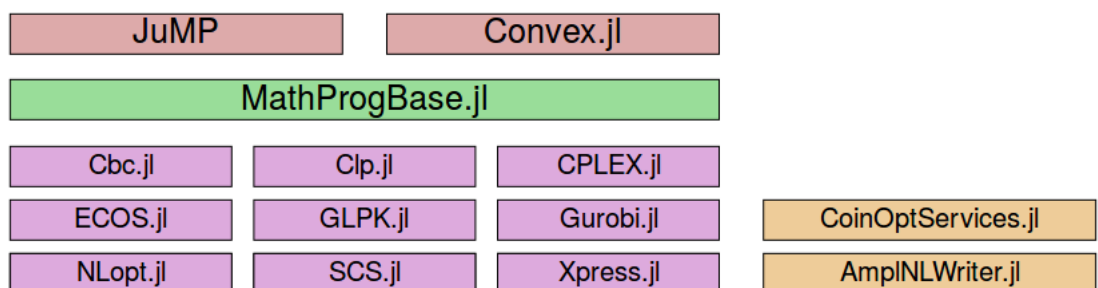 JuMP Convex.jl
MathProgBase.jl
Cbc.jl Clp.jl CPLEX.jl
ECOS.jl GLPK.jl Gurobi.jl CoinOptServices.jl
NLopt.jl SCS.jl Xpress.jl AmplNLWriter.jl